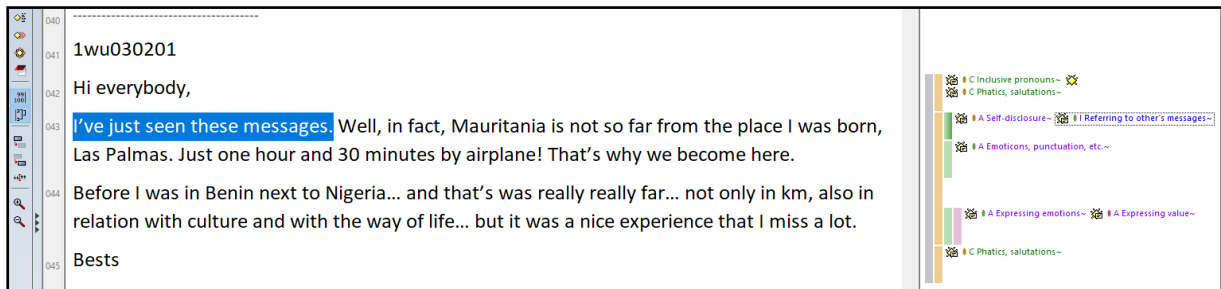 040 ------------------------------------
041 1wu030201
042 Hi everybody,
043 I've just seen these messages. Well, in fact, Mauritania is not so far from the place I was born,
Las Palmas. Just one hour and 30 minutes by airplane! That's why we become here.
044 Before I was in Benin next to Nigeria... and that's was really really far... not only in km, also in
relation with culture and with the way of life... but it was a nice experience that I miss a lot.
045 Bests
C Inclusive pronouns~
C Phatics, salutations~
A Self-disclosure~ I Referring to other's messages~
A Emoticons, punctuation, etc.~
A Expressing emotions~ A Expressing value~
C Phatics, salutations~